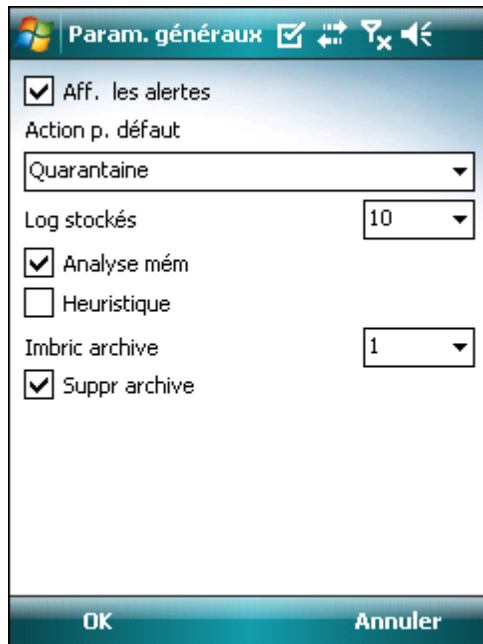 Param. généraux
Aff. les alertes
Action p. défaut
Quarantaine
Log stockés 10
Analyse mém
Heuristique
Imbric archive 1
Suppr archive
OK Annuler